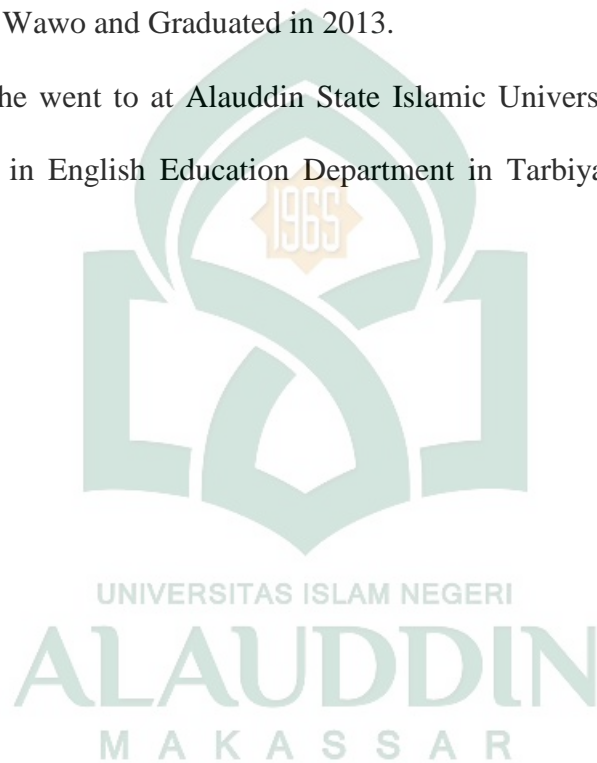 Wawo and Graduated in 2013.
he went to at Alauddin State Islamic Univers
in English Education Department in Tarbiya
1965
UNIVERSITAS ISLAM NEGERI
ALAUDDIN
MAKASSAR